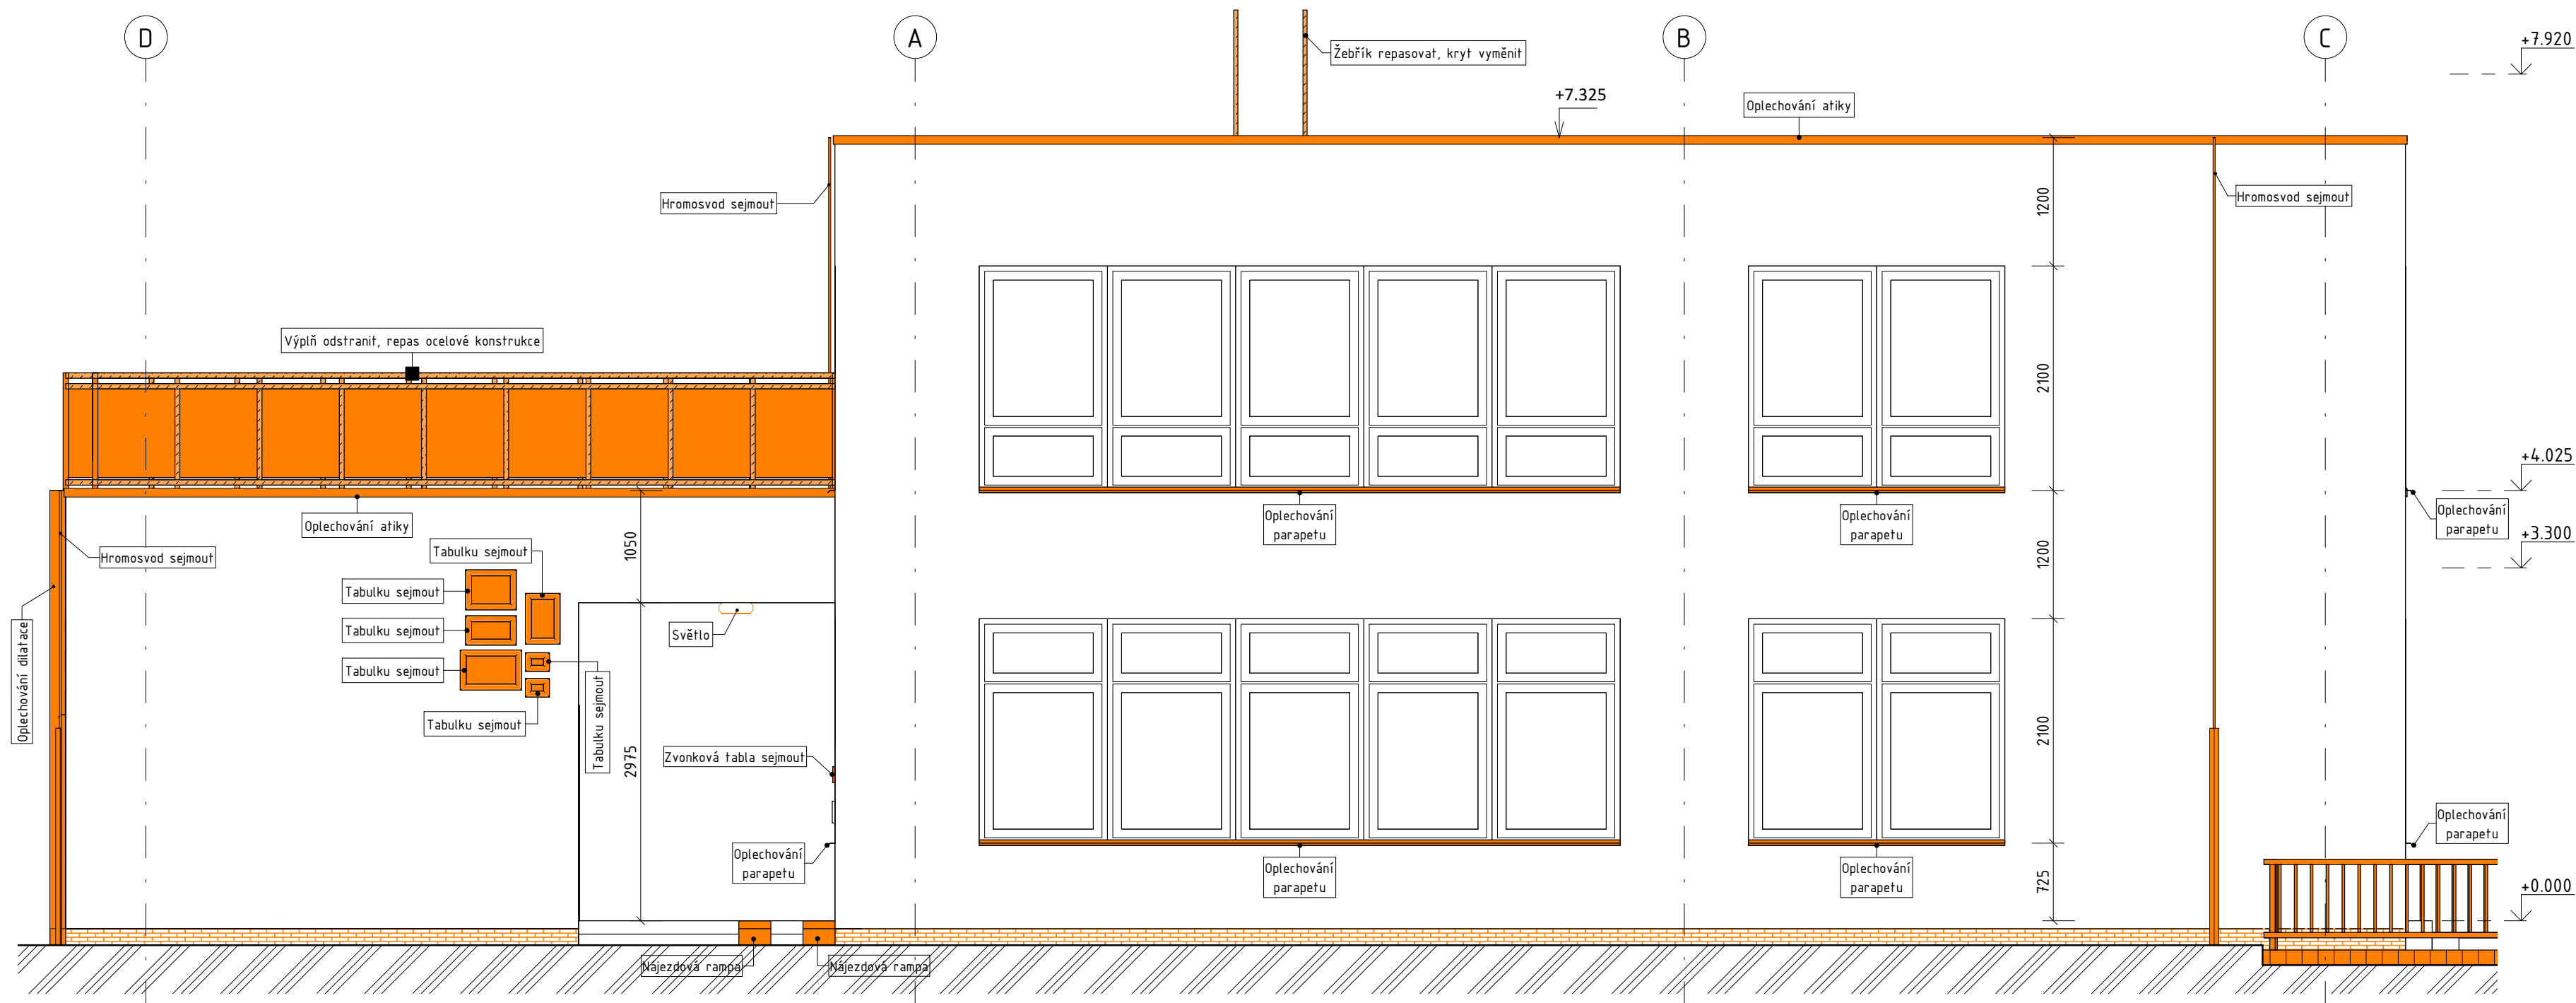 D
A
B
C
+7.920
Žebřík repasovat, kryt vyměnit
+7.325
Oplechování atiky
Hromosvod sejmout
Hromosvod sejmout
1200
Výplň odstranit, repas ocelové konstrukce
2100
+4.025
Oplechování atiky
Oplechování
parapetu
Oplechování
parapetu
Oplechování
parapetu
+3.300
Hromosvod sejmout
1050
1200
Tabulku sejmout
Tabulku sejmout
Tabulku sejmout
Tabulku sejmout
Tabulku sejmout
Tabulku sejmout
Oplechování dilatace
Světlo
2975
2100
Zvonková tabla sejmout
Oplechování
parapetu
Oplechování
parapetu
Oplechování
parapetu
Oplechování
parapetu
725
+0.000
Nájezdová rampa
Nájezdová rampa